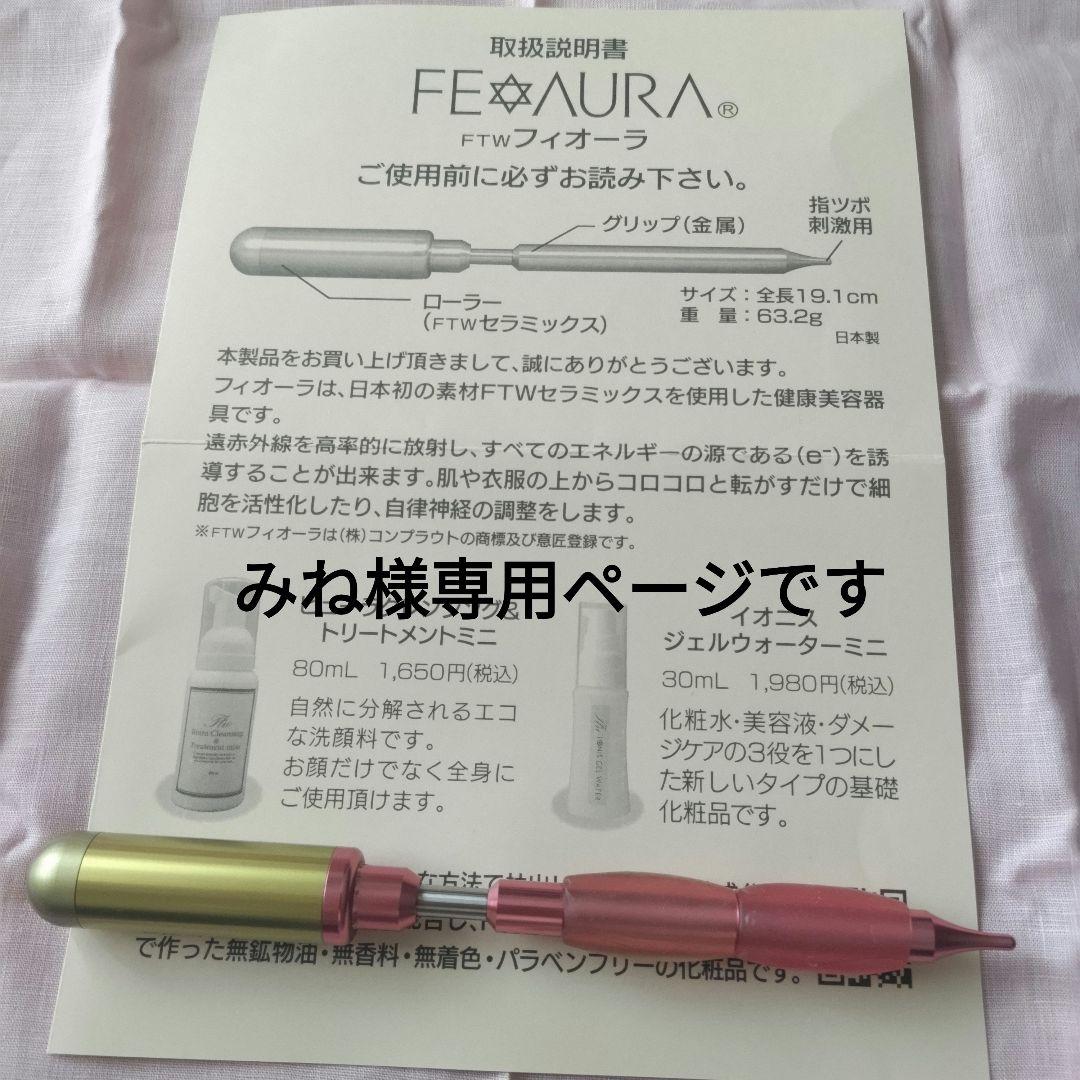 取扱説明書
FE✡AURA®
FTWフィオーラ
ご使用前に必ずお読み下さい。
指ツボ
刺激用
グリップ(金属)
ローラー
(FTWセラミックス)
サイズ：全長19.1cm
重　量：63.2g
日本製
本製品をお買い上げ頂きまして、誠にありがとうございます。
フィオーラは、日本初の素材FTWセラミックスを使用した健康美容器
具です。
遠赤外線を高率的に放射し、すべてのエネルギーの源である(e⁻)を誘
導することが出来ます。肌や衣服の上からコロコロと転がすだけで細
胞を活性化したり、自律神経の調整をします。
※FTWフィオーラは(株)コンプラウトの商標及び意匠登録です。
みね様専用ページです
トリートメントミニ
80mL　1,650円(税込)
自然に分解されるエコ
な洗顔料です。
お顔だけでなく全身に
ご使用頂けます。
イオニス
ジェルウォーターミニ
30mL　1,980円(税込)
化粧水・美容液・ダメー
ジケアの3役を1つにし
た新しいタイプの基礎
化粧品です。
な方法で
で作った無鉱物油・無香料・無着色・パラベンフリーの化粧品です。